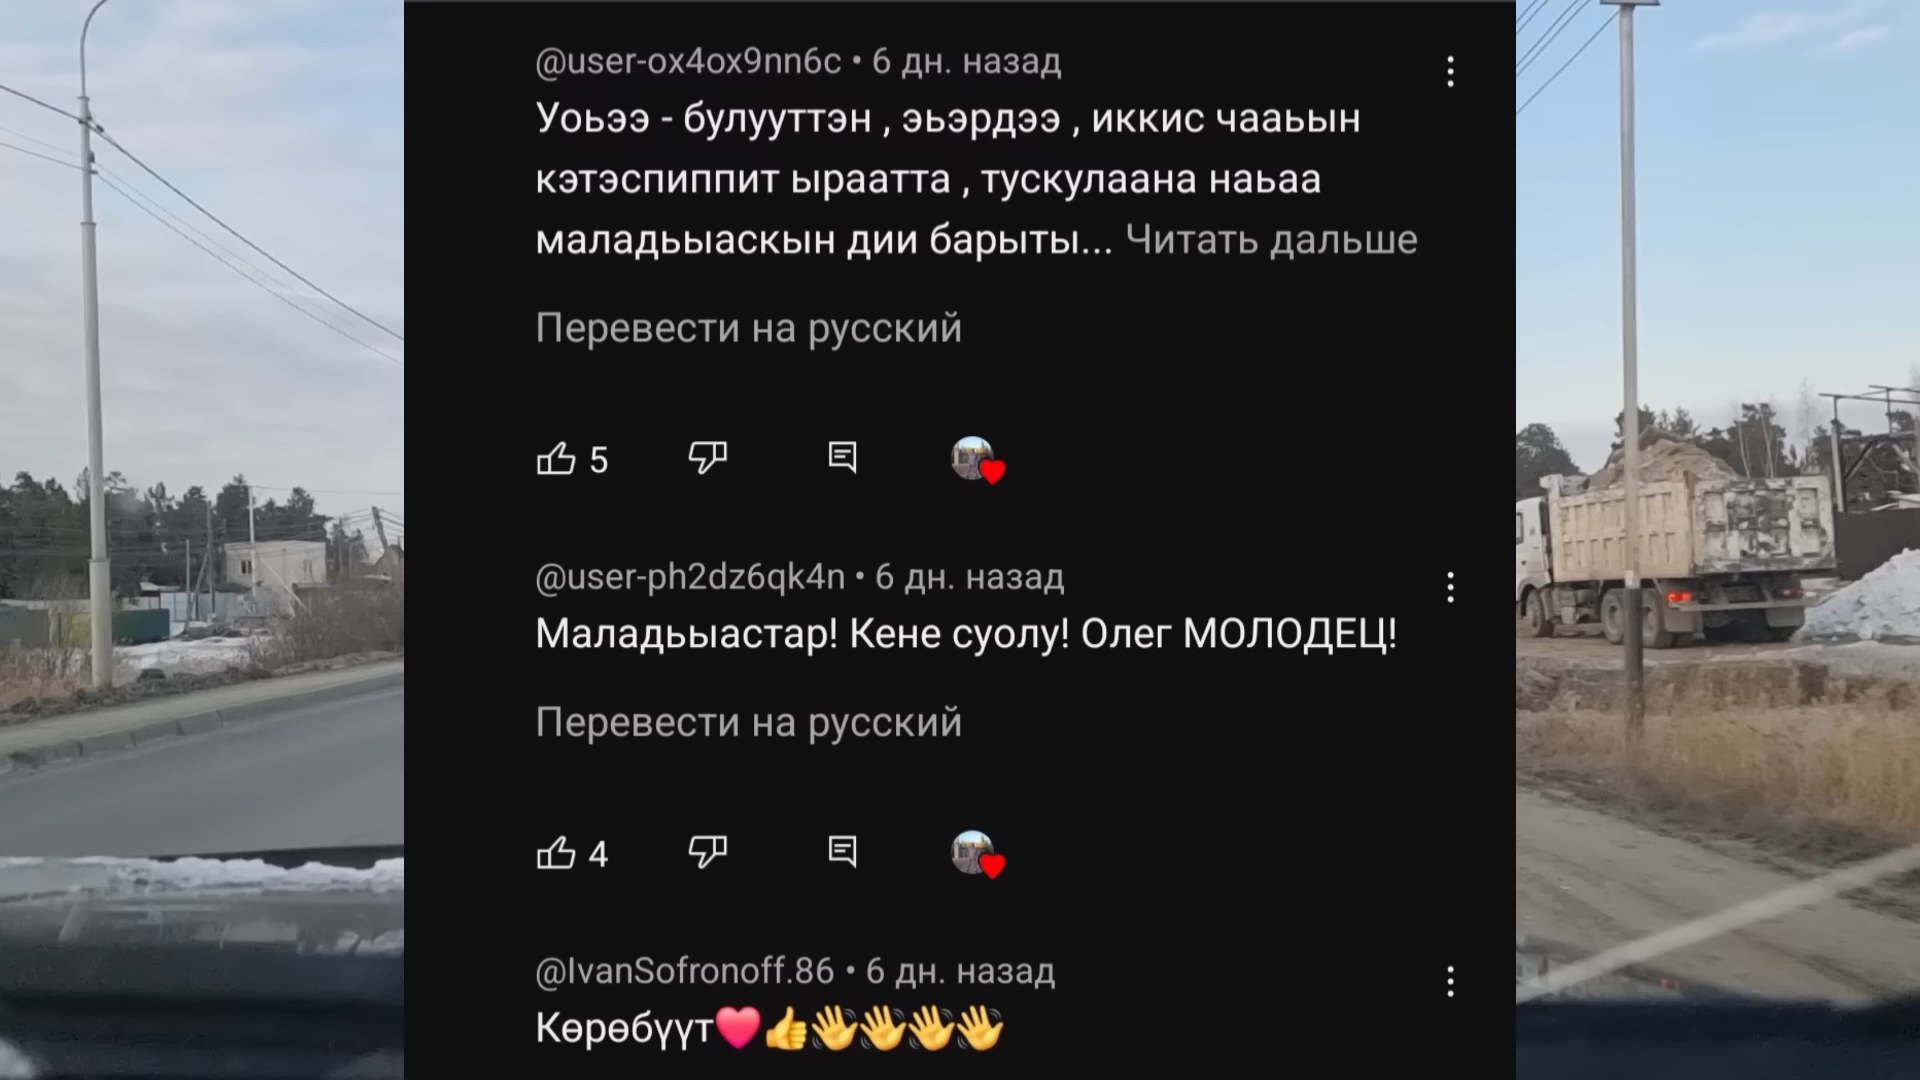 @user-ox4ox9nn6c • 6 дн. назад
Уоьээ - булууттэн , эьэрдээ , иккис чааьын
кэтэспиппит ыраатта , тускулаана наьаа
маладьыаскын дии барыты... Читать дальше
Перевести на русский
5
@user-ph2dz6qk4n • 6 дн. назад
Маладьыастар! Кене суолу! Олег МОЛОДЕЦ!
Перевести на русский
4
@IvanSofronoff.86 • 6 дн. назад
Көрөбүүт❤️👍👋👋👋👋